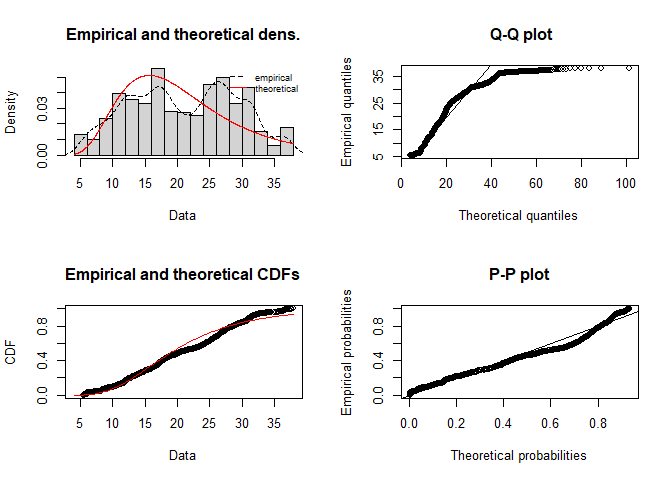 Empirical and theoretical dens.
Density
0.00
0.03
empirical
theoretical
5 10 15 20 25 30 35
Data
Q-Q plot
Empirical quantiles
5
15
25
35
0 20 40 60 80 100
Theoretical quantiles
Empirical and theoretical CDFs
CDF
0.0
0.4
0.8
5 10 15 20 25 30 35
Data
P-P plot
Empirical probabilities
0.0
0.4
0.8
0.0 0.2 0.4 0.6 0.8
Theoretical probabilities